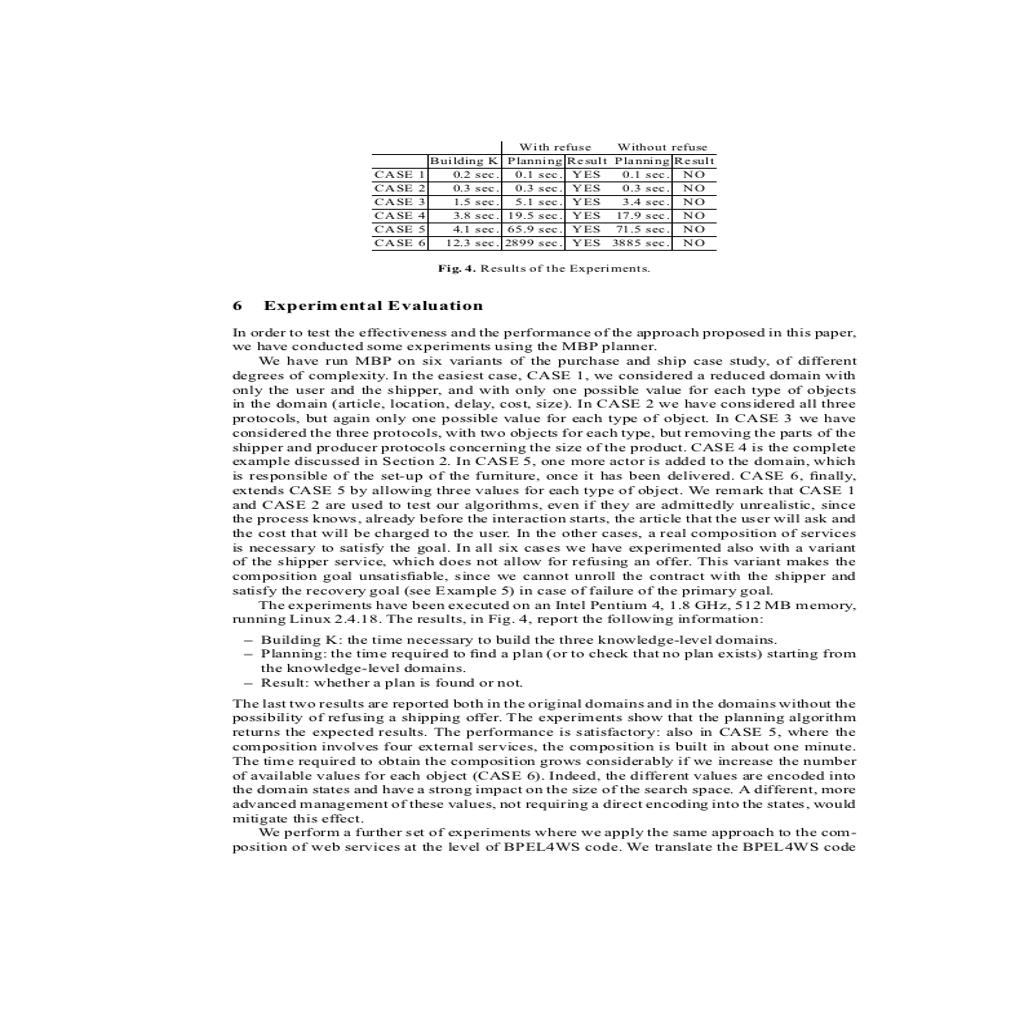 With refuse Without refuse
Building K Planning Result Planning Result
CASE 1 0.2 sec. 0.1 sec. YES 0.1 sec. NO
CASE 2 0.3 sec. 0.3 sec. YES 0.3 sec. NO
CASE 3 1.5 sec. 5.1 sec. YES 3.4 sec. NO
CASE 4 3.8 sec. 19.5 sec. YES 17.9 sec. NO
CASE 5 4.1 sec. 65.9 sec. YES 71.5 sec. NO
CASE 6 12.3 sec. 2899 sec. YES 3885 sec. NO
Fig. 4. Results of the Experiments.
6 Experimental Evaluation
In order to test the effectiveness and the performance of the approach proposed in this paper,
we have conducted some experiments using the MBP planner.
We have run MBP on six variants of the purchase and ship case study, of different
degrees of complexity. In the easiest case, CASE 1, we considered a reduced domain with
only the user and the shipper, and with only one possible value for each type of objects
in the domain (article, location, delay, cost, size). In CASE 2 we have considered all three
protocols, but again only one possible value for each type of object. In CASE 3 we have
considered the three protocols, with two objects for each type, but removing the parts of the
shipper and producer protocols concerning the size of the product. CASE 4 is the complete
example discussed in Section 2. In CASE 5, one more actor is added to the domain, which
is responsible of the set-up of the furniture, once it has been delivered. CASE 6, finally,
extends CASE 5 by allowing three values for each type of object. We remark that CASE 1
and CASE 2 are used to test our algorithms, even if they are admittedly unrealistic, since
the process knows, already before the interaction starts, the article that the user will ask and
the cost that will be charged to the user. In the other cases, a real composition of services
is necessary to satisfy the goal. In all six cases we have experimented also with a variant
of the shipper service, which does not allow for refusing an offer. This variant makes the
composition goal unsatisfiable, since we cannot unroll the contract with the shipper and
satisfy the recovery goal (see Example 5) in case of failure of the primary goal.
The experiments have been executed on an Intel Pentium 4, 1.8 GHz, 512 MB memory,
running Linux 2.4.18. The results, in Fig. 4, report the following information:
– Building K: the time necessary to build the three knowledge-level domains.
– Planning: the time required to find a plan (or to check that no plan exists) starting from
the knowledge-level domains.
– Result: whether a plan is found or not.
The last two results are reported both in the original domains and in the domains without the
possibility of refusing a shipping offer. The experiments show that the planning algorithm
returns the expected results. The performance is satisfactory: also in CASE 5, where the
composition involves four external services, the composition is built in about one minute.
The time required to obtain the composition grows considerably if we increase the number
of available values for each object (CASE 6). Indeed, the different values are encoded into
the domain states and have a strong impact on the size of the search space. A different, more
advanced management of these values, not requiring a direct encoding into the states, would
mitigate this effect.
We perform a further set of experiments where we apply the same approach to the com-
position of web services at the level of BPEL4WS code. We translate the BPEL4WS code